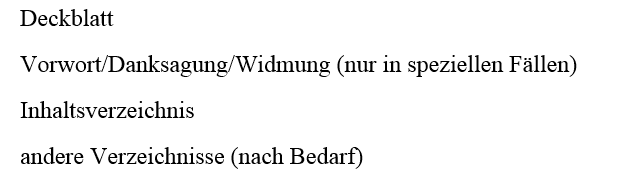 Deckblatt
Vorwort/Danksagung/Widmung (nur in speziellen Fällen)
Inhaltsverzeichnis
andere Verzeichnisse (nach Bedarf)